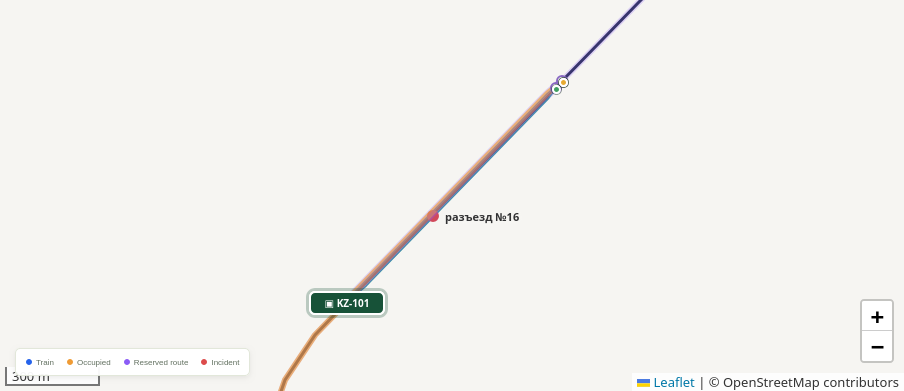 разъезд №16
▣ KZ-101
Train Occupied Reserved route Incident
300 m
+
−
Leaflet | © OpenStreetMap contributors